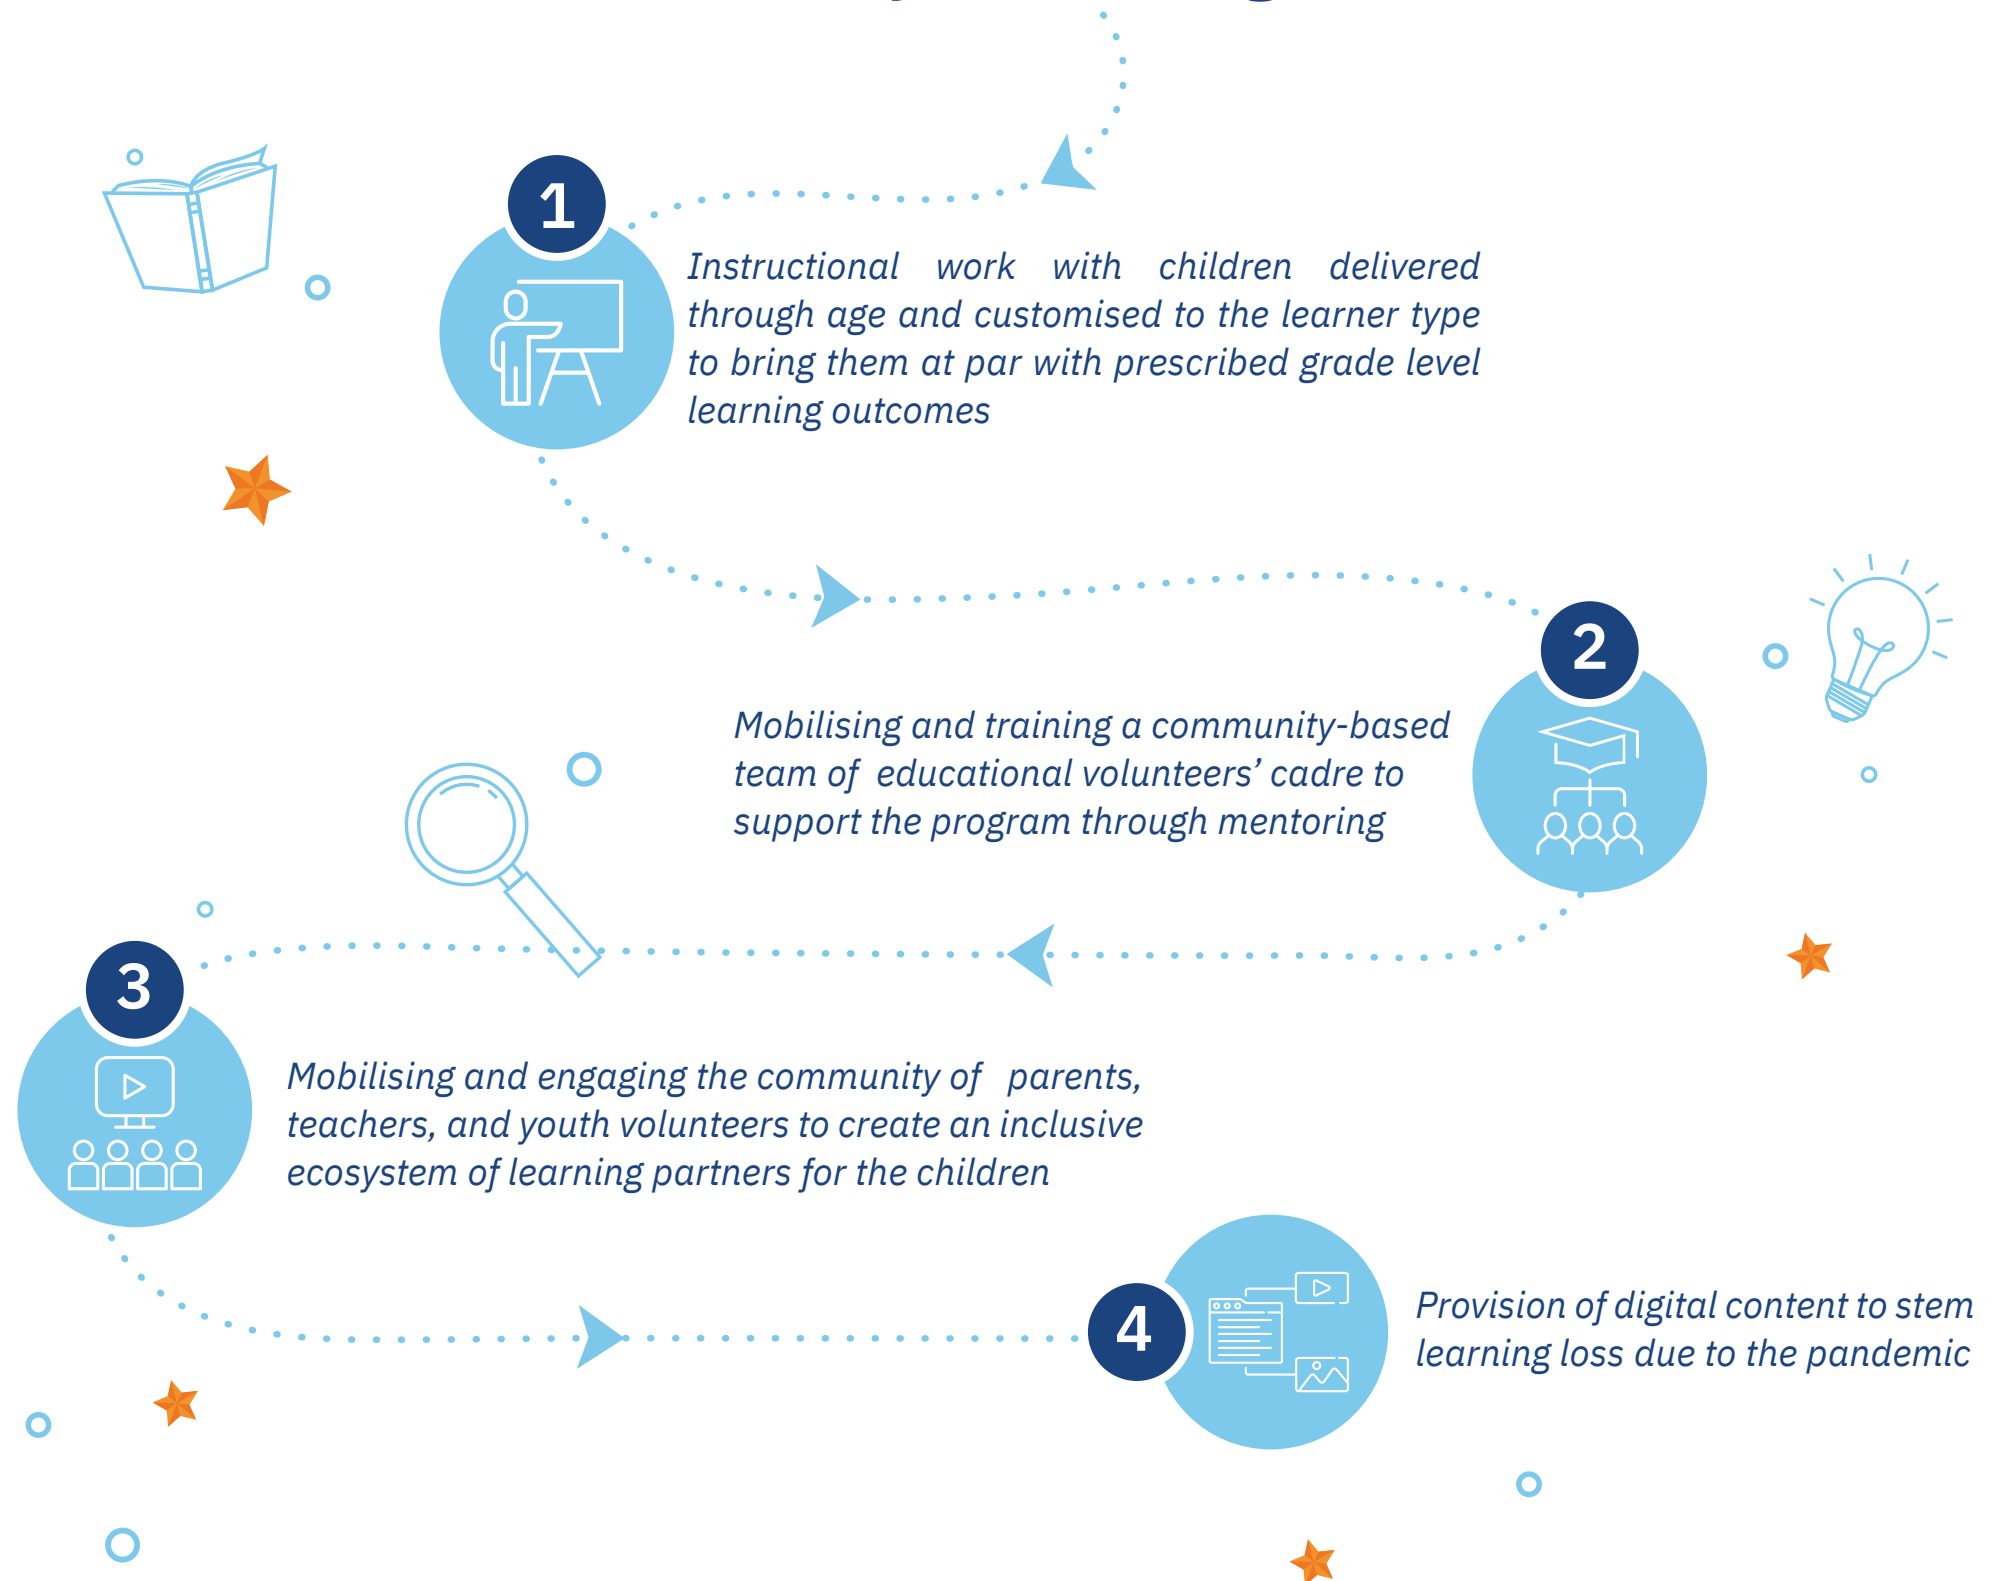 1
Instructional work with children delivered
through age and customised to the learner type
to bring them at par with prescribed grade level
learning outcomes
2
Mobilising and training a community-based
team of educational volunteers’ cadre to
support the program through mentoring
3
Mobilising and engaging the community of parents,
teachers, and youth volunteers to create an inclusive
ecosystem of learning partners for the children
4
Provision of digital content to stem
learning loss due to the pandemic